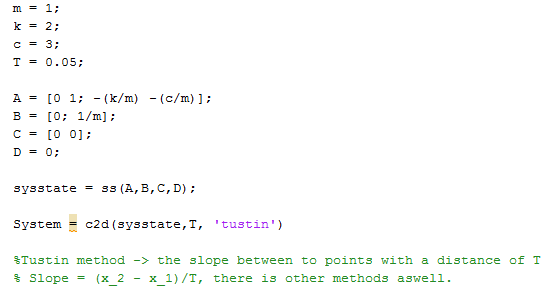 m = 1;
k = 2;
c = 3;
T = 0.05;
A = [0 1; -(k/m) -(c/m)];
B = [0; 1/m];
C = [0 0];
D = 0;
sysstate = ss(A,B,C,D);
System = c2d(sysstate,T, 'tustin')
%Tustin method -> the slope between to points with a distance of T
% Slope = (x_2 - x_1)/T, there is other methods aswell.